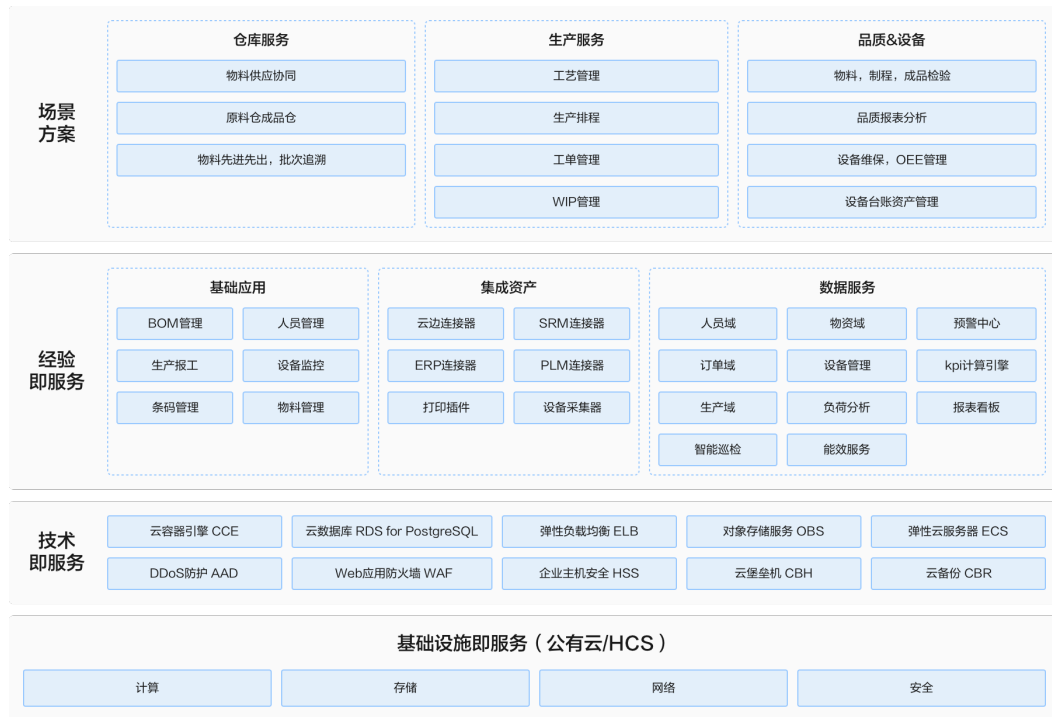 场景
方案
仓库服务
物料供应协同
原料仓成品仓
物料先进先出，批次追溯
生产服务
工艺管理
生产排程
工单管理
WIP管理
品质&设备
物料，制程，成品检验
品质报表分析
设备维保，OEE管理
设备台账资产管理
经验
即服务
基础应用
BOM管理
人员管理
生产报工
设备监控
条码管理
物料管理
集成资产
云边连接器
SRM连接器
ERP连接器
PLM连接器
打印插件
设备采集器
数据服务
人员域
物资域
预警中心
订单域
设备管理
kpi计算引擎
生产域
负荷分析
报表看板
智能巡检
能效服务
技术
即服务
云容器引擎 CCE
云数据库 RDS for PostgreSQL
弹性负载均衡 ELB
对象存储服务 OBS
弹性云服务器 ECS
DDoS防护 AAD
Web应用防火墙 WAF
企业主机安全 HSS
云堡垒机 CBH
云备份 CBR
基础设施即服务（公有云/HCS）
计算
存储
网络
安全